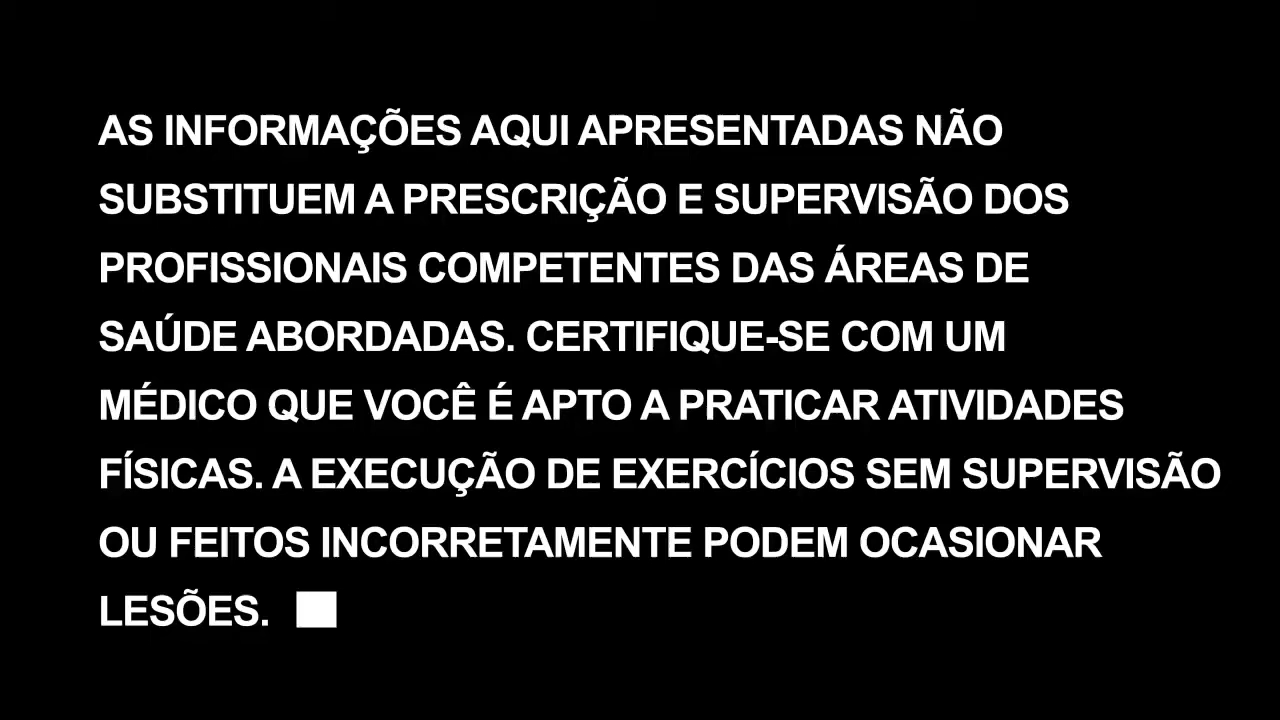 AS INFORMAÇÕES AQUI APRESENTADAS NÃO
SUBSTITUEM A PRESCRIÇÃO E SUPERVISÃO DOS
PROFISSIONAIS COMPETENTES DAS ÁREAS DE
SAÚDE ABORDADAS. CERTIFIQUE-SE COM UM
MÉDICO QUE VOCÊ É APTO A PRATICAR ATIVIDADES
FÍSICAS. A EXECUÇÃO DE EXERCÍCIOS SEM SUPERVISÃO
OU FEITOS INCORRETAMENTE PODEM OCASIONAR
LESÕES.